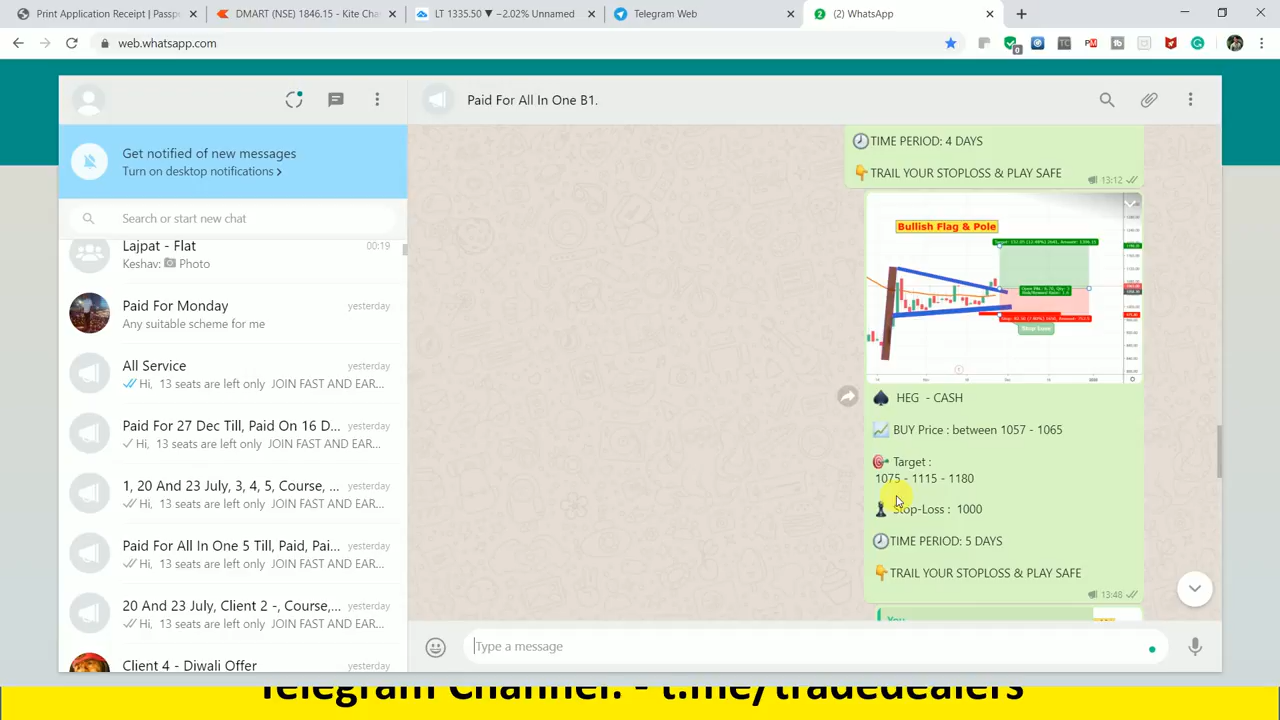 Print Application Receipt | Passp
DMART (NSE) 1846.15 - Kite Cha
LT 1335.50 ▼ −2.02% Unnamed
Telegram Web
(2) WhatsApp
web.whatsapp.com
Paid For All In One B1.
Get notified of new messages
Turn on desktop notifications >
Search or start new chat
Lajpat - Flat
00:19
Keshav: Photo
Paid For Monday
yesterday
Any suitable scheme for me
All Service
yesterday
Hi, 13 seats are left only JOIN FAST AND EAR...
Paid For 27 Dec Till, Paid On 16 D...
yesterday
Hi, 13 seats are left only JOIN FAST AND EAR...
1, 20 And 23 July, 3, 4, 5, Course, ...
yesterday
Hi, 13 seats are left only JOIN FAST AND EAR...
Paid For All In One 5 Till, Paid, Pai...
yesterday
Hi, 13 seats are left only JOIN FAST AND EAR...
20 And 23 July, Client 2 -, Course,...
yesterday
Hi, 13 seats are left only JOIN FAST AND EAR...
Client 4 - Diwali Offer
yesterday
TIME PERIOD: 4 DAYS
TRAIL YOUR STOPLOSS & PLAY SAFE
13:12
Bullish Flag & Pole
Stop Loss
HEG - CASH
BUY Price : between 1057 - 1065
Target :
1075 - 1115 - 1180
Stop-Loss : 1000
TIME PERIOD: 5 DAYS
TRAIL YOUR STOPLOSS & PLAY SAFE
13:48
You
Type a message
Telegram Channel: - t.me/tradedealers